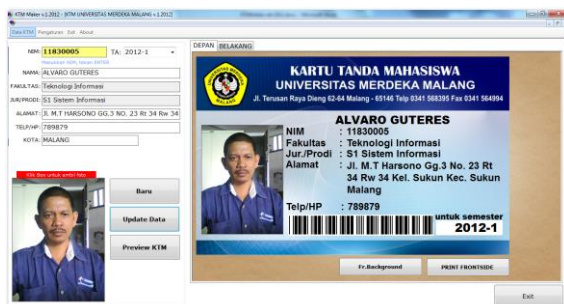 KTM Maker v.1.2012 - [KTM UNIVERSITAS MERDEKA MALANG v.1.2012]
Data KTM Pengaturan Exit About
NIM: 11830005 TA: 2012-1
Masukkan NIM, tekan ENTER
NAMA: ALVARO GUTERES
FAKULTAS: Teknologi Informasi
JUR/PRODI: S1 Sistem Informasi
ALAMAT: Jl. M.T HARSONO GG.3 NO. 23 Rt 34 Rw 34
TELP/HP: 789879
KOTA: MALANG
Klik Box untuk ambil foto
Baru
Update Data
Preview KTM
DEPAN BELAKANG
KARTU TANDA MAHASISWA
UNIVERSITAS MERDEKA MALANG
Jl. Terusan Raya Dieng 62-64 Malang - 65146 Telp 0341 568395 Fax 0341 564994
ALVARO GUTERES
NIM : 11830005
Fakultas : Teknologi Informasi
Jur./Prodi : S1 Sistem Informasi
Alamat : Jl. M.T Harsono Gg.3 No. 23 Rt
34 Rw 34 Kel. Sukun Kec. Sukun
Malang
Telp/HP : 789879
untuk semester
2012-1
Fr.Background PRINT FRONTSIDE
Exit